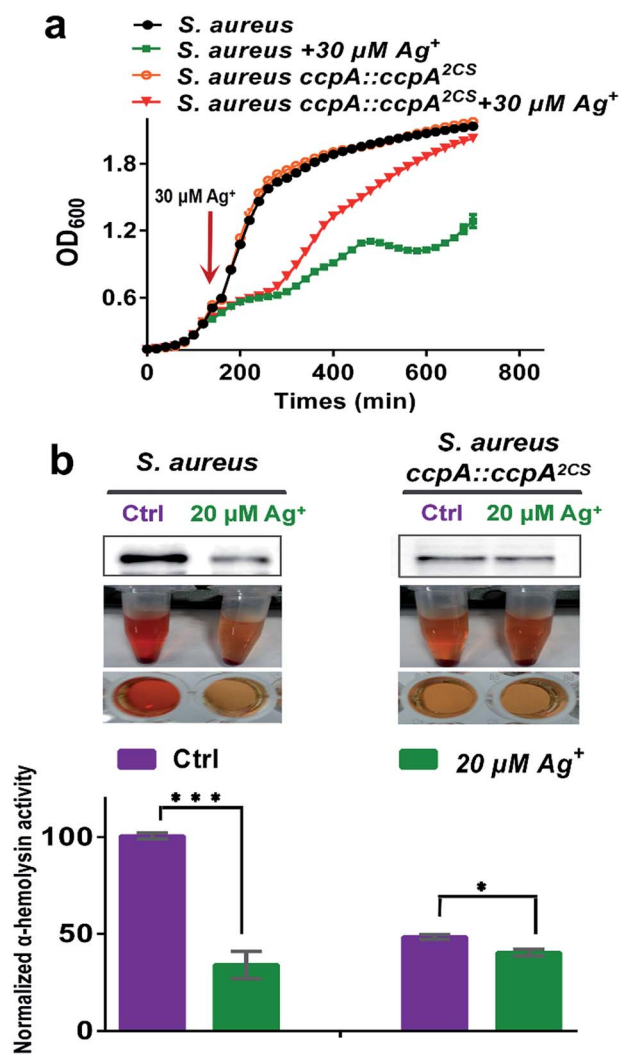 a
S. aureus
S. aureus +30 μM Ag⁺
S. aureus ccpA::ccpA²ᶜˢ
S. aureus ccpA::ccpA²ᶜˢ+30 μM Ag⁺
OD₆₀₀
1.8
1.2
0.6
30 μM Ag⁺
0 200 400 600 800
Times (min)
b
S. aureus
Ctrl 20 μM Ag⁺
S. aureus
ccpA::ccpA²ᶜˢ
Ctrl 20 μM Ag⁺
Ctrl
20 μM Ag⁺
Normalized α-hemolysin activity
100
50
0
***
*